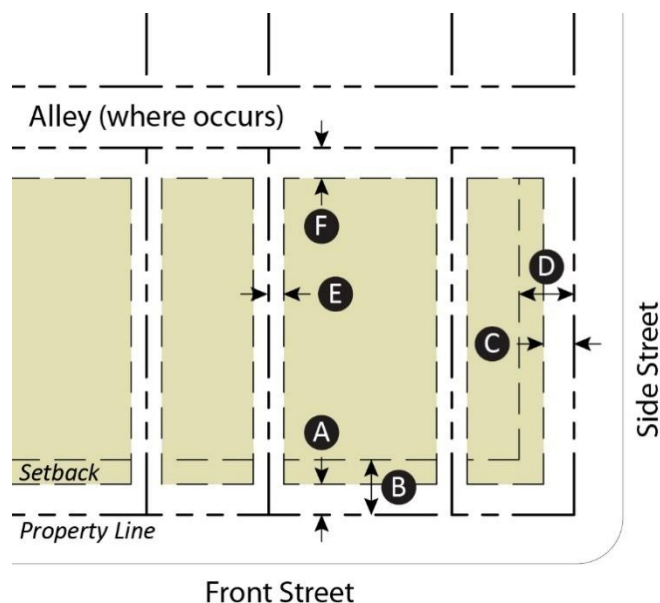 Alley (where occurs)
F
D
E
C
A
Side Street
Setback
B
Property Line
Front Street